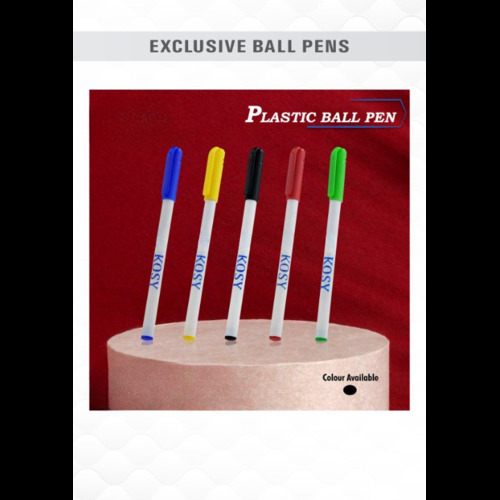 EXCLUSIVE BALL PENS
PLASTIC BALL PEN
KOSY
KOSY
KOSY
KOSY
KOSY
Colour Available